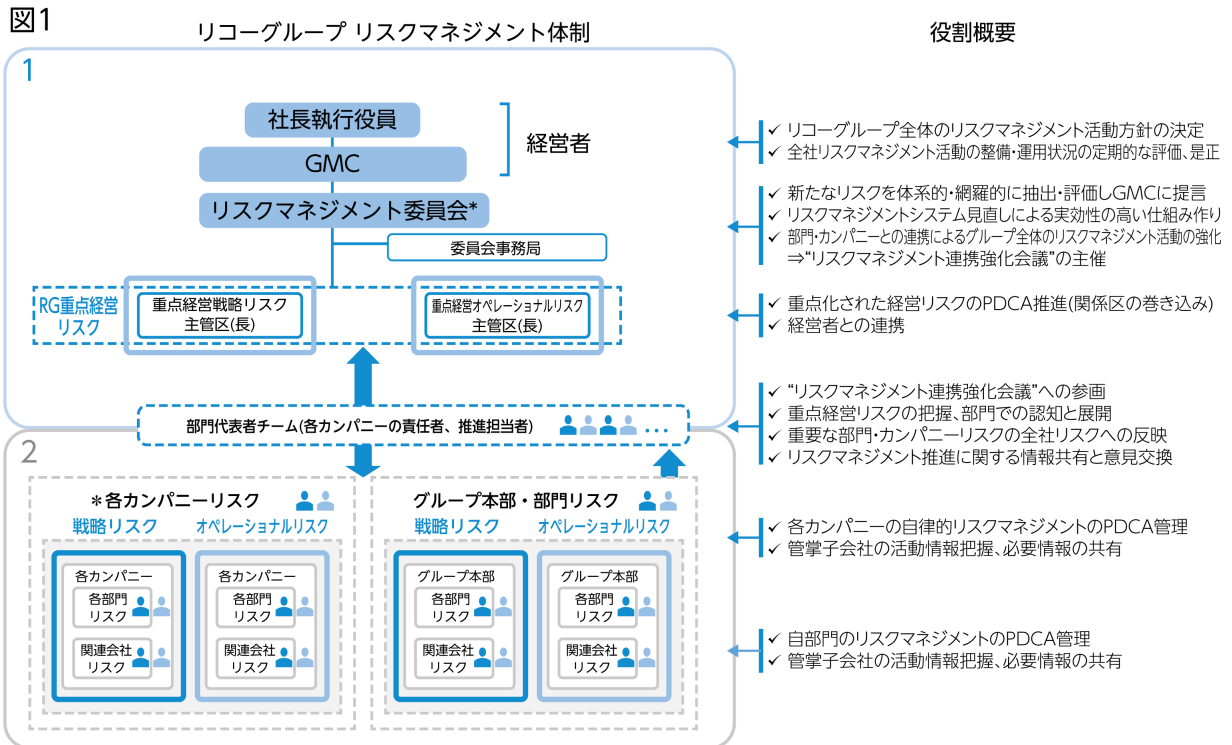 図1
リコーグループ リスクマネジメント体制
役割概要
1
社長執行役員
GMC
経営者
リスクマネジメント委員会*
委員会事務局
RG重点経営
リスク
重点経営戦略リスク
主管区(長)
重点経営オペレーショナルリスク
主管区(長)
部門代表者チーム(各カンパニーの責任者、推進担当者)
...
2
*各カンパニーリスク
戦略リスク
オペレーショナルリスク
各カンパニー
各部門
リスク
関連会社
リスク
各カンパニー
各部門
リスク
関連会社
リスク
グループ本部・部門リスク
戦略リスク
オペレーショナルリスク
グループ本部
各部門
リスク
関連会社
リスク
グループ本部
各部門
リスク
関連会社
リスク
✓ リコーグループ全体のリスクマネジメント活動方針の決定
✓ 全社リスクマネジメント活動の整備・運用状況の定期的な評価、是正
✓ 新たなリスクを体系的・網羅的に抽出・評価しGMCに提言
✓ リスクマネジメントシステム見直しによる実効性の高い仕組み作り
✓ 部門・カンパニーとの連携によるグループ全体のリスクマネジメント活動の強化
⇒“リスクマネジメント連携強化会議”の主催
✓ 重点化された経営リスクのPDCA推進(関係区の巻き込み)
✓ 経営者との連携
✓ “リスクマネジメント連携強化会議”への参画
✓ 重点経営リスクの把握、部門での認知と展開
✓ 重要な部門・カンパニーリスクの全社リスクへの反映
✓ リスクマネジメント推進に関する情報共有と意見交換
✓ 各カンパニーの自律的リスクマネジメントのPDCA管理
✓ 管掌子会社の活動情報把握、必要情報の共有
✓ 自部門のリスクマネジメントのPDCA管理
✓ 管掌子会社の活動情報把握、必要情報の共有